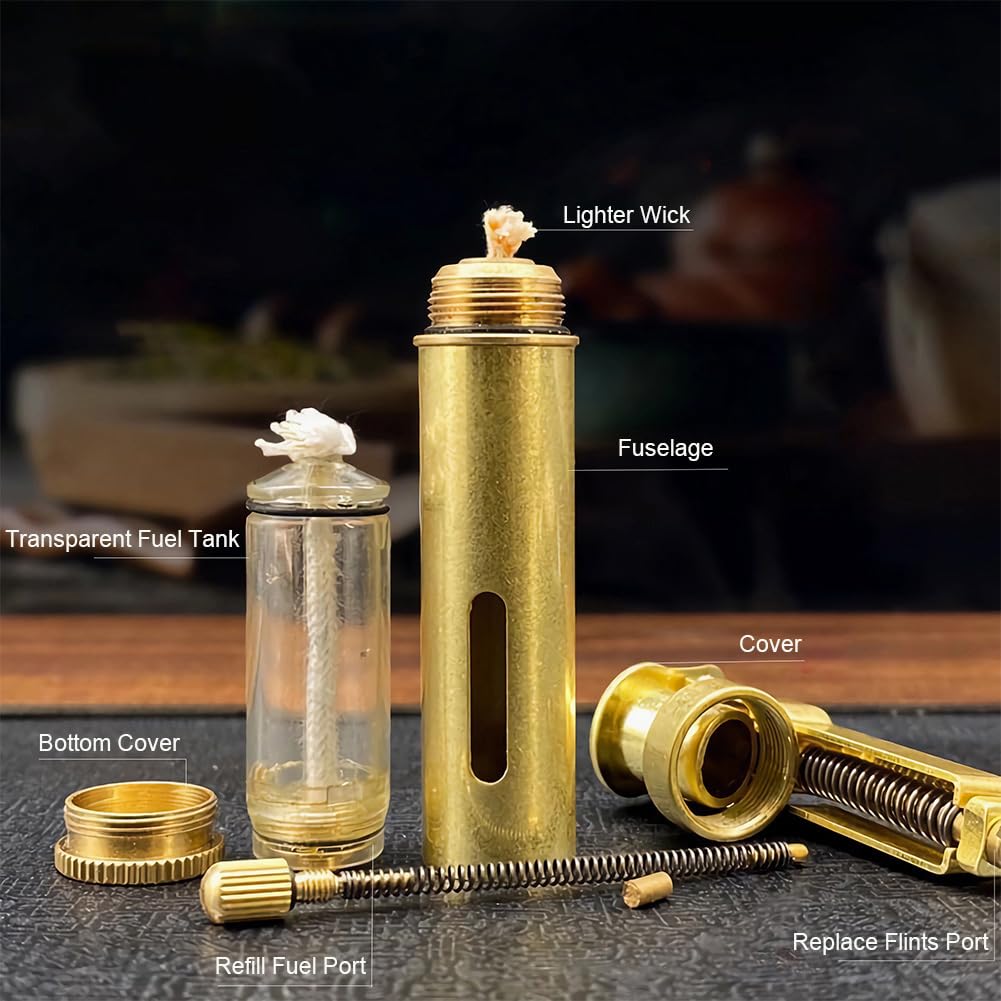 Lighter Wick
Fuselage
Transparent Fuel Tank
Cover
Bottom Cover
Replace Flints Port
Refill Fuel Port